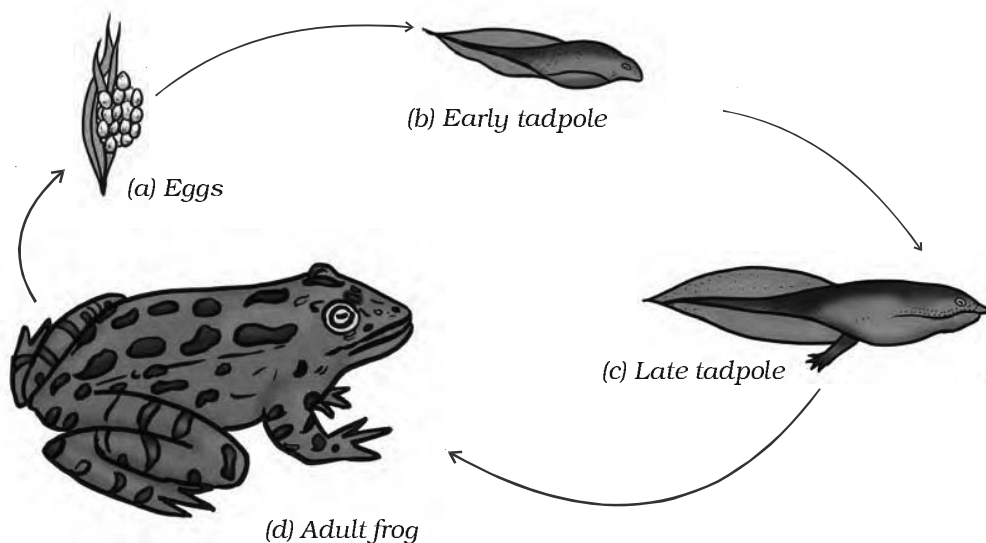 (a) Eggs
(b) Early tadpole
(c) Late tadpole
(d) Adult frog